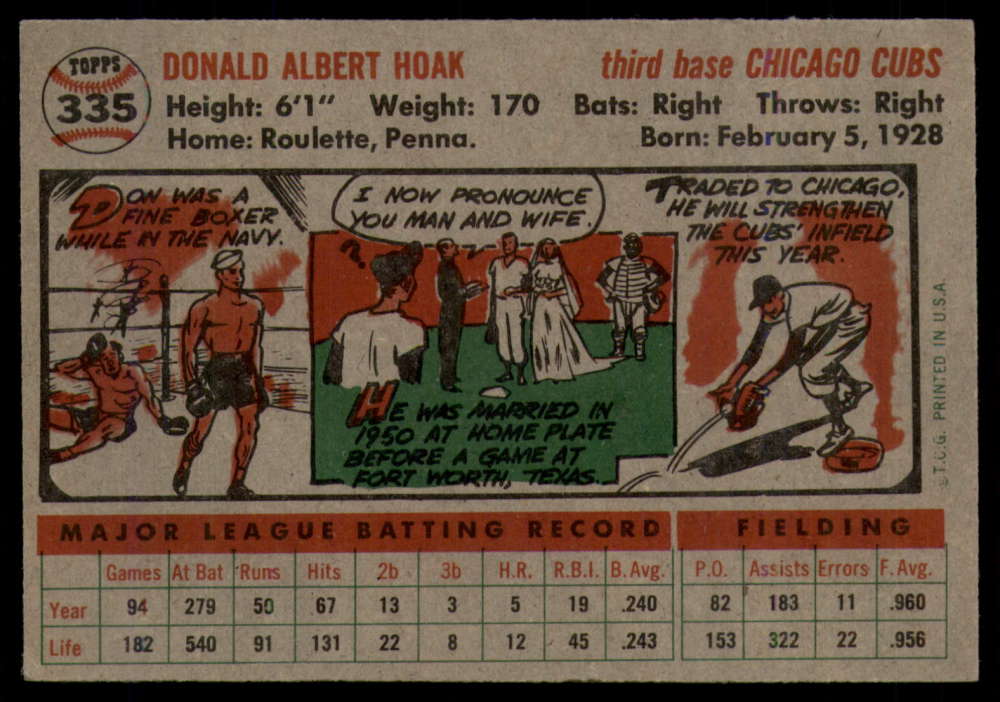 TOPPS
335
DONALD ALBERT HOAK
third base CHICAGO CUBS
Height: 6'1" Weight: 170 Bats: Right Throws: Right
Home: Roulette, Penna. Born: February 5, 1928
DON WAS A
FINE BOXER
WHILE IN THE NAVY.
I NOW PRONOUNCE
YOU MAN AND WIFE.
?
HE WAS MARRIED IN
1950 AT HOME PLATE
BEFORE A GAME AT
FORT WORTH, TEXAS.
TRADED TO CHICAGO,
HE WILL STRENGTHEN
THE CUBS' INFIELD
THIS YEAR.
©T.C.G. PRINTED IN U.S.A.
MAJOR LEAGUE BATTING RECORD FIELDING
Games At Bat Runs Hits 2b 3b H.R. R.B.I. B. Avg. P.O. Assists Errors F. Avg.
Year 94 279 50 67 13 3 5 19 .240 82 183 11 .960
Life 182 540 91 131 22 8 12 45 .243 153 322 22 .956